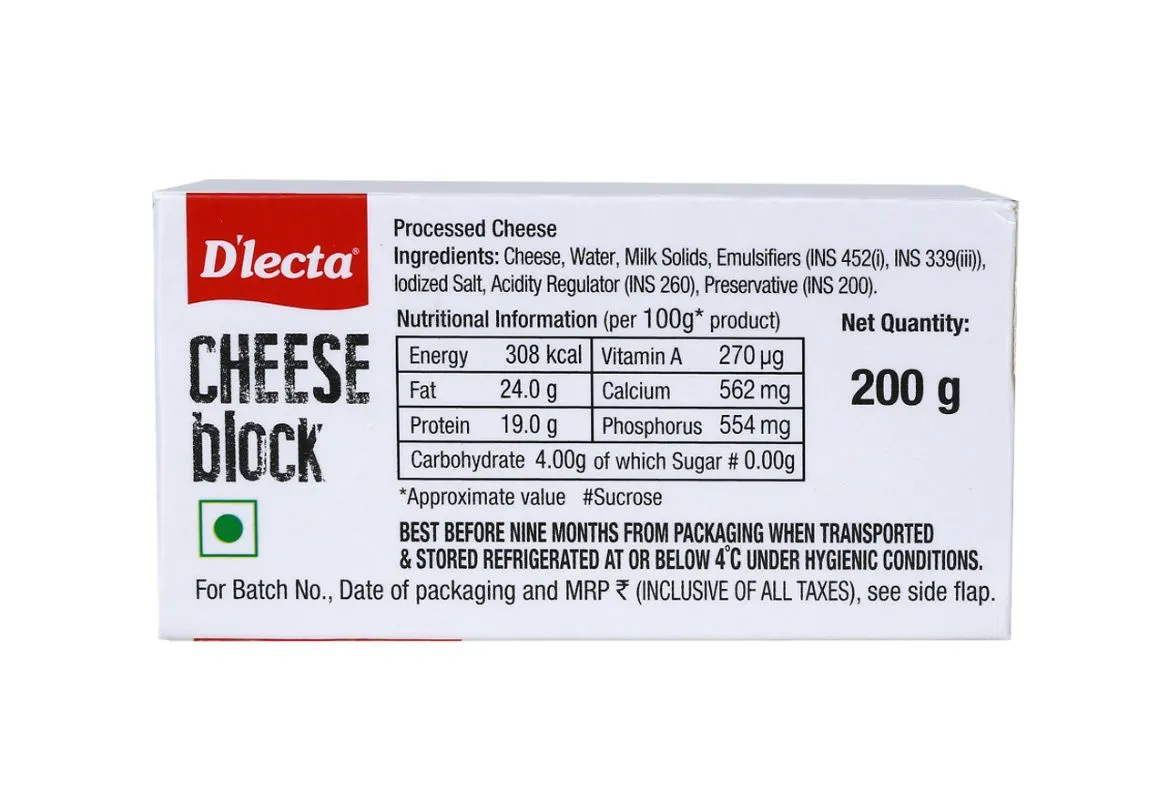 D'lecta®
CHEESE
block
Processed Cheese
Ingredients: Cheese, Water, Milk Solids, Emulsifiers (INS 452(i), INS 339(iii)),
Iodized Salt, Acidity Regulator (INS 260), Preservative (INS 200).
Nutritional Information (per 100g* product)
Energy 308 kcal Vitamin A 270 µg
Fat 24.0 g Calcium 562 mg
Protein 19.0 g Phosphorus 554 mg
Carbohydrate 4.00g of which Sugar # 0.00g
*Approximate value #Sucrose
Net Quantity:
200 g
BEST BEFORE NINE MONTHS FROM PACKAGING WHEN TRANSPORTED
& STORED REFRIGERATED AT OR BELOW 4°C UNDER HYGIENIC CONDITIONS.
For Batch No., Date of packaging and MRP ₹ (INCLUSIVE OF ALL TAXES), see side flap.